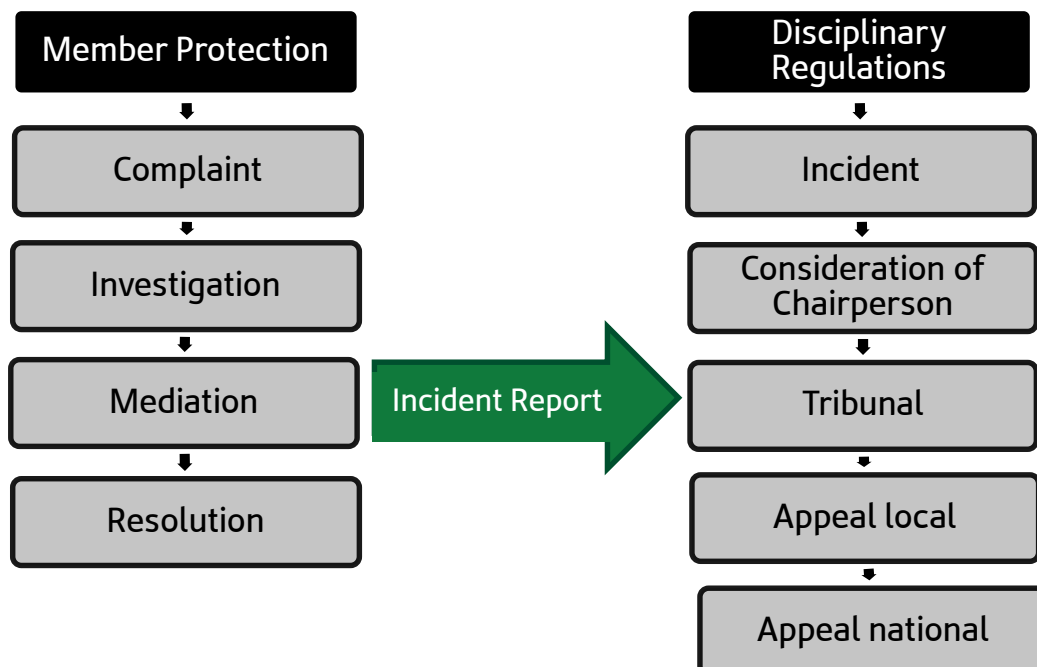 Member Protection
Complaint
Investigation
Mediation
Resolution
Incident Report
Disciplinary
Regulations
Incident
Consideration of
Chairperson
Tribunal
Appeal local
Appeal national